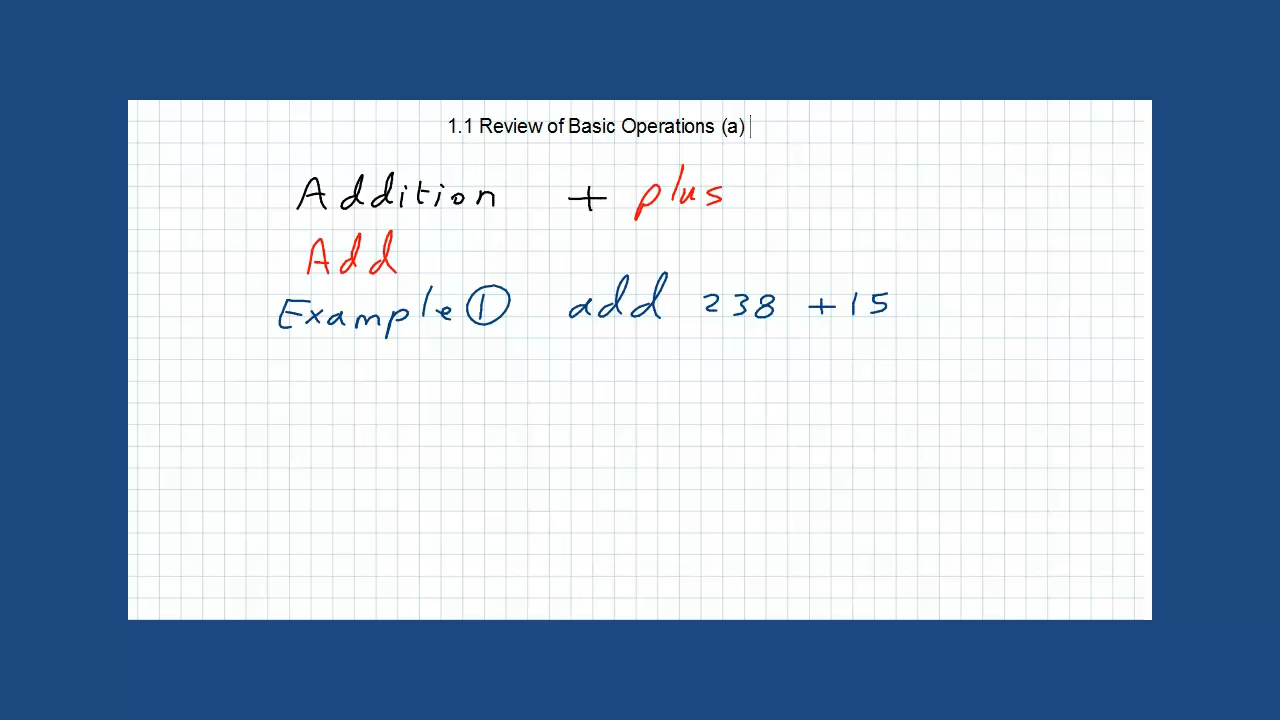 1.1 Review of Basic Operations (a)
Addition + plus
Add
Example ① add 238 + 15